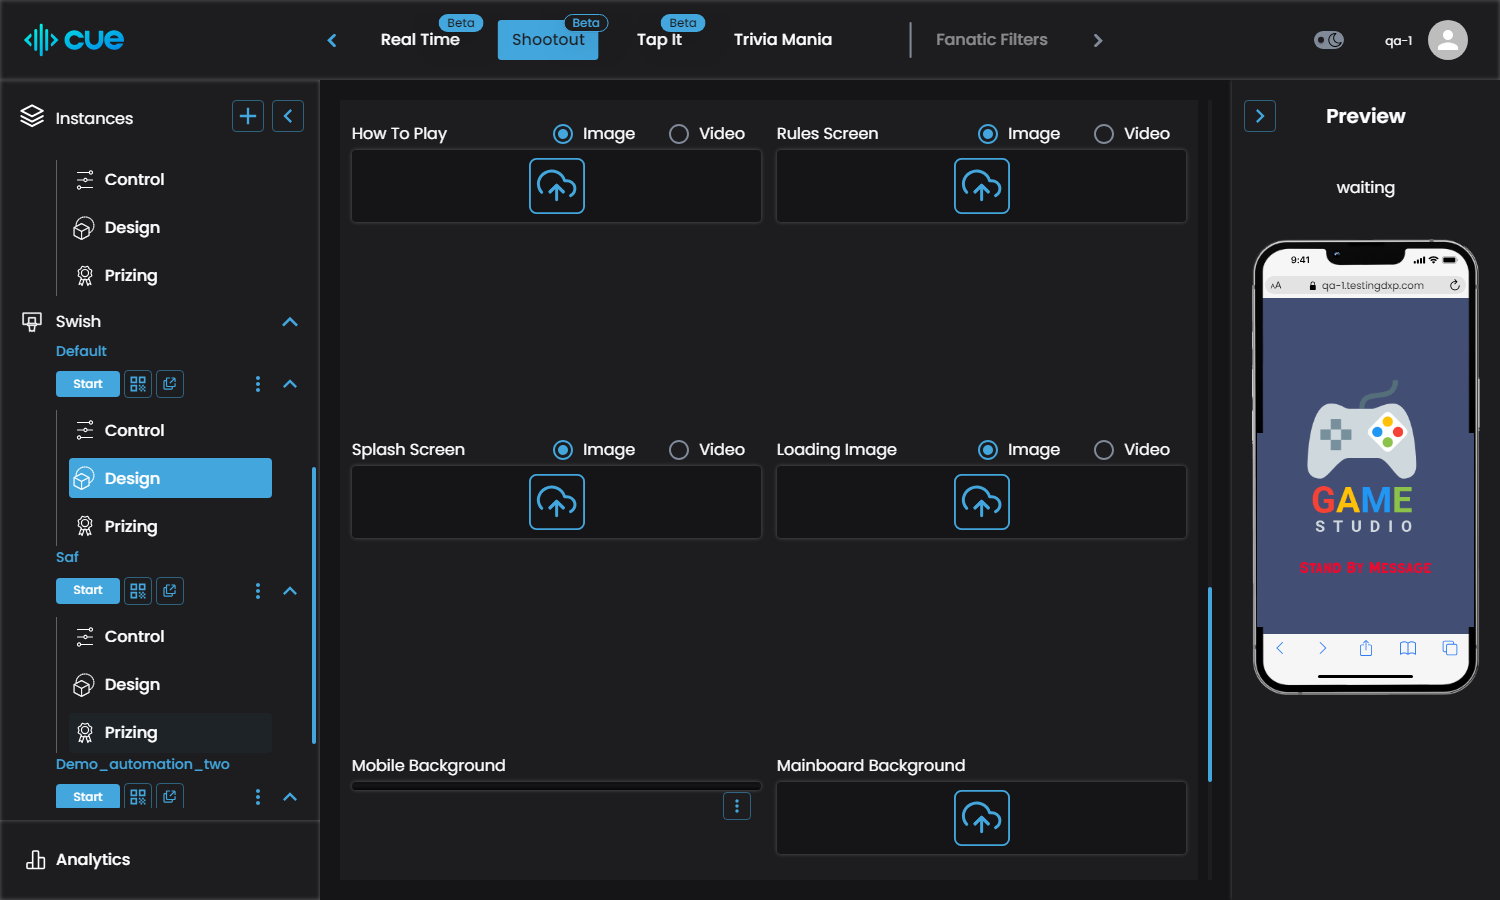 cue
Real Time
Beta
Shootout
Beta
Tap It
Beta
Trivia Mania
Fanatic Filters
qa-1
Instances
Control
Design
Prizing
Swish
Default
Start
Control
Design
Prizing
Saf
Start
Control
Design
Prizing
Demo_automation_two
Start
Analytics
How To Play
Image
Video
Rules Screen
Image
Video
Splash Screen
Image
Video
Loading Image
Image
Video
Mobile Background
Mainboard Background
Preview
waiting
9:41
AA
qa-1.testingdxp.com
GAME
STUDIO
Stand By Message